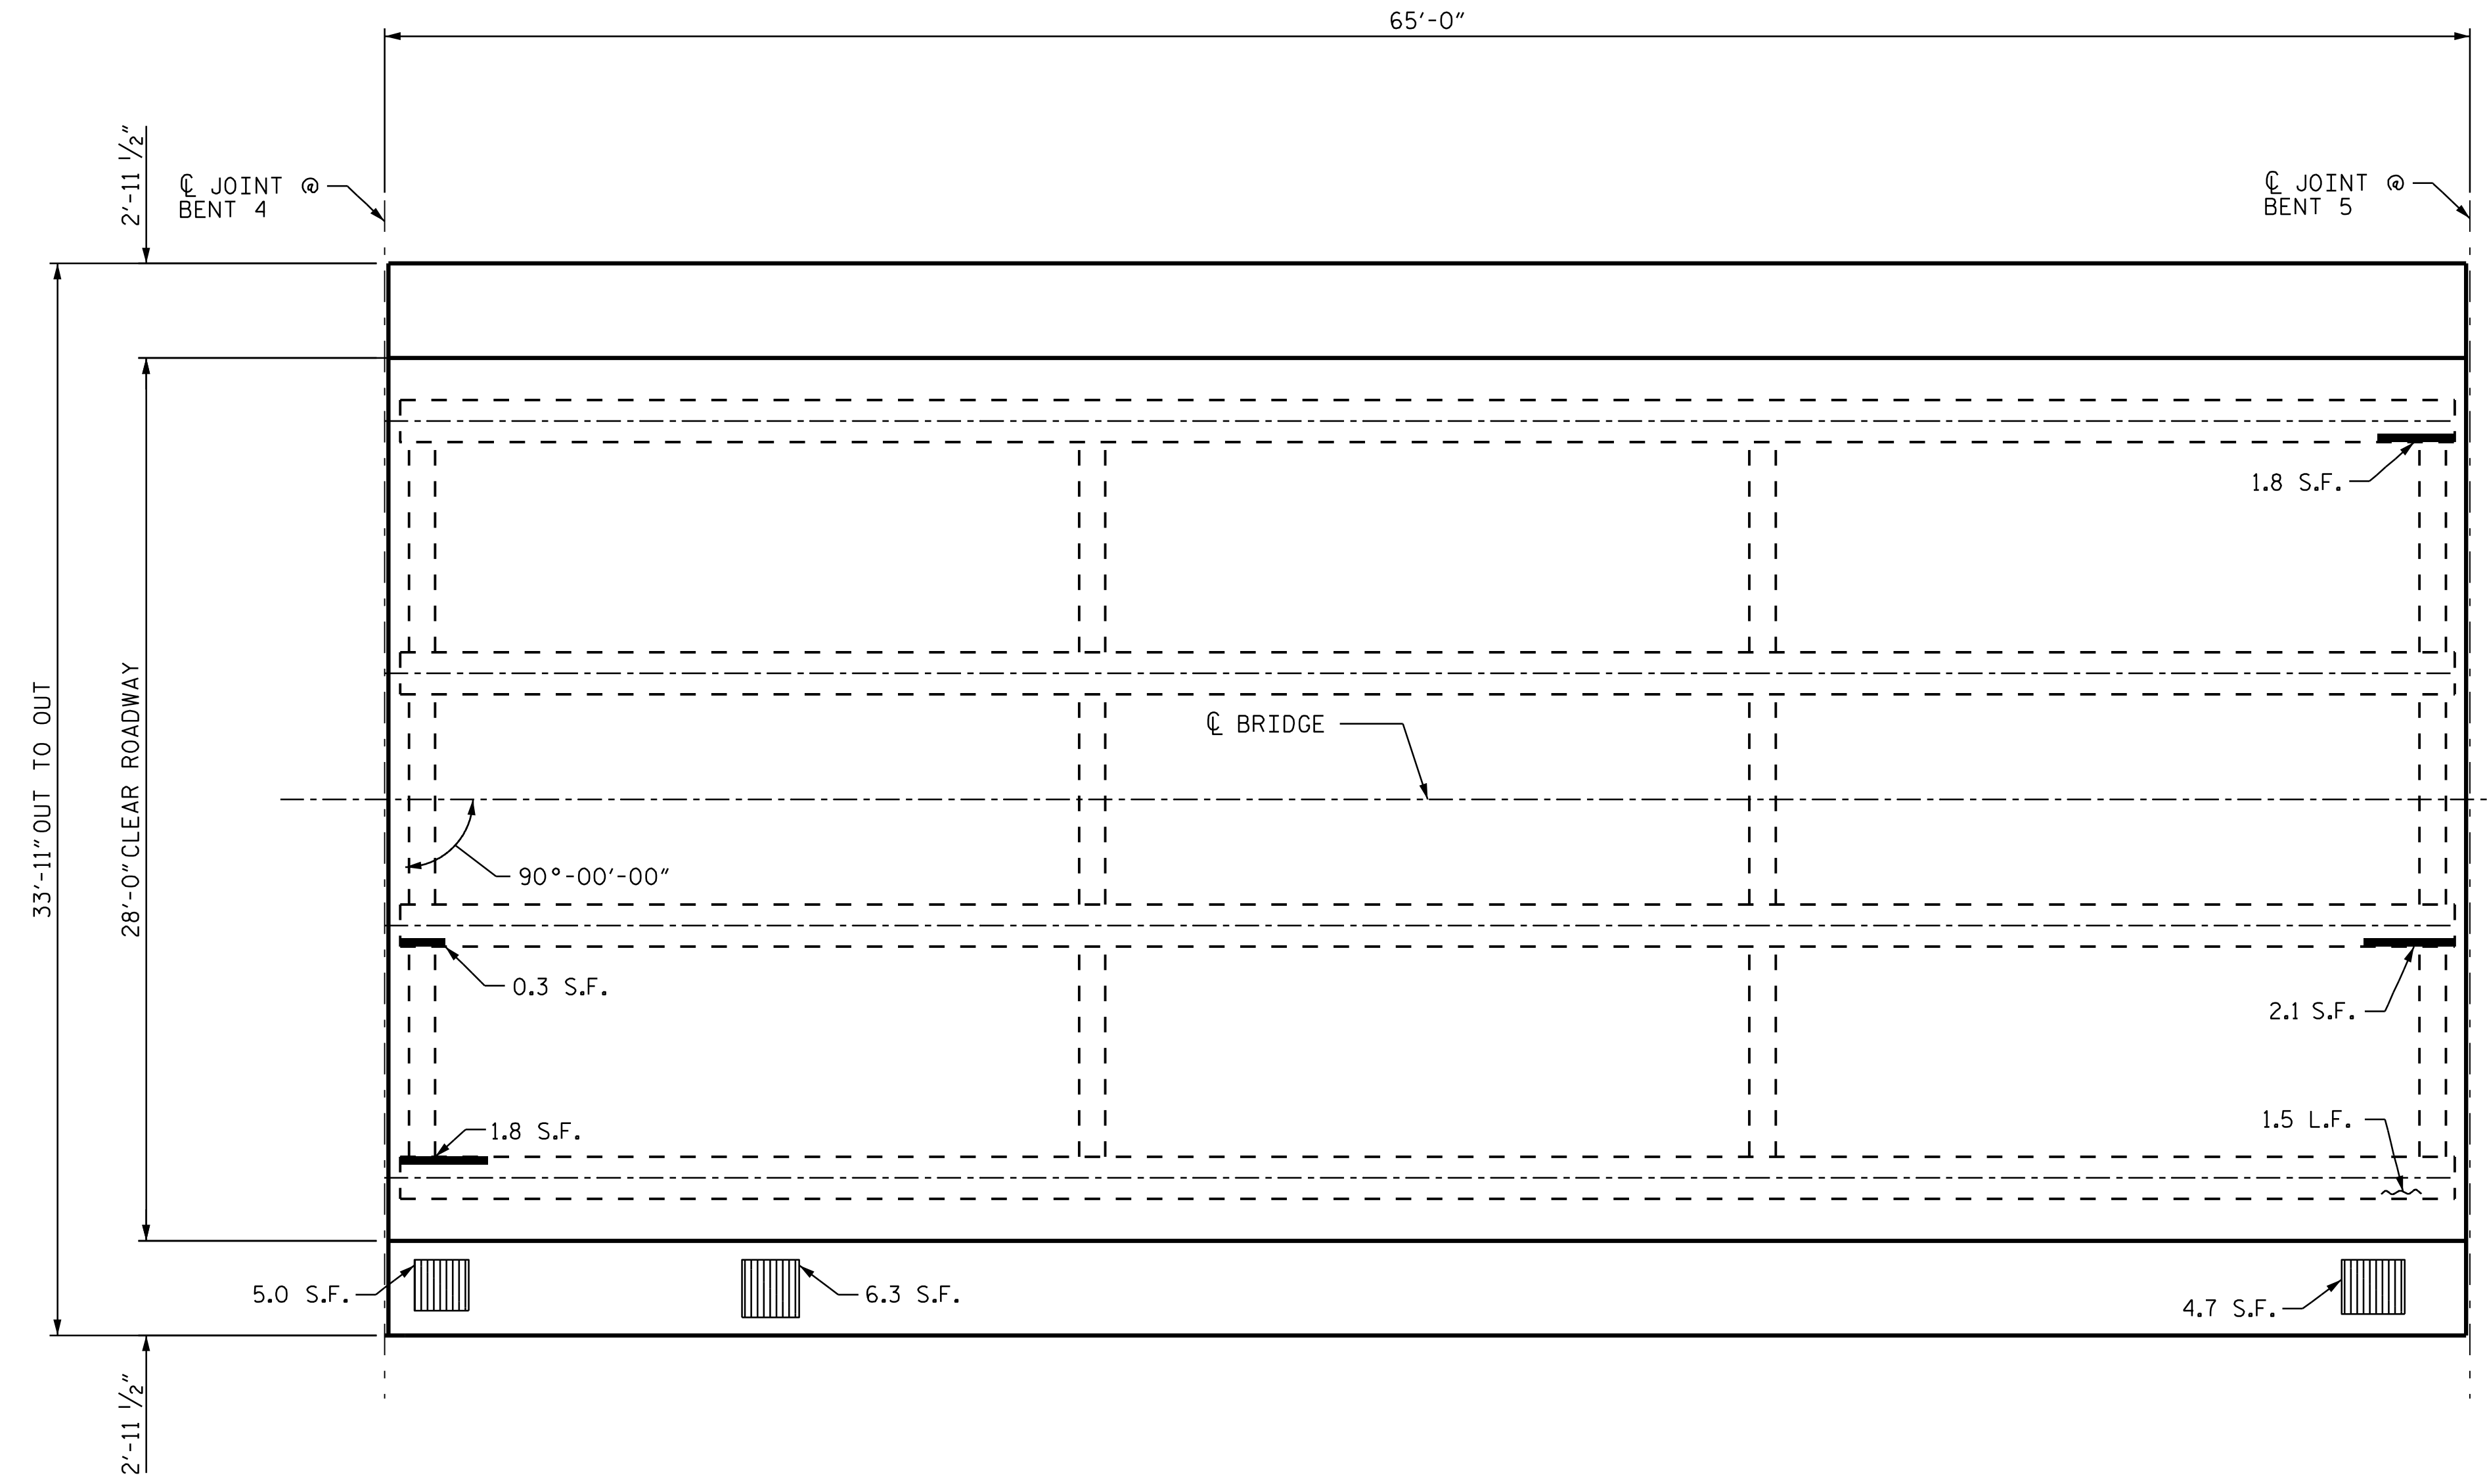 65'-0"
2'-11 1/2"
℄ JOINT @
BENT 4
℄ JOINT @
BENT 5
1.8 S.F.
33'-11" OUT TO OUT
28'-0" CLEAR ROADWAY
℄ BRIDGE
90°-00'-00"
0.3 S.F.
2.1 S.F.
1.8 S.F.
1.5 L.F.
5.0 S.F.
6.3 S.F.
4.7 S.F.
2'-11 1/2"